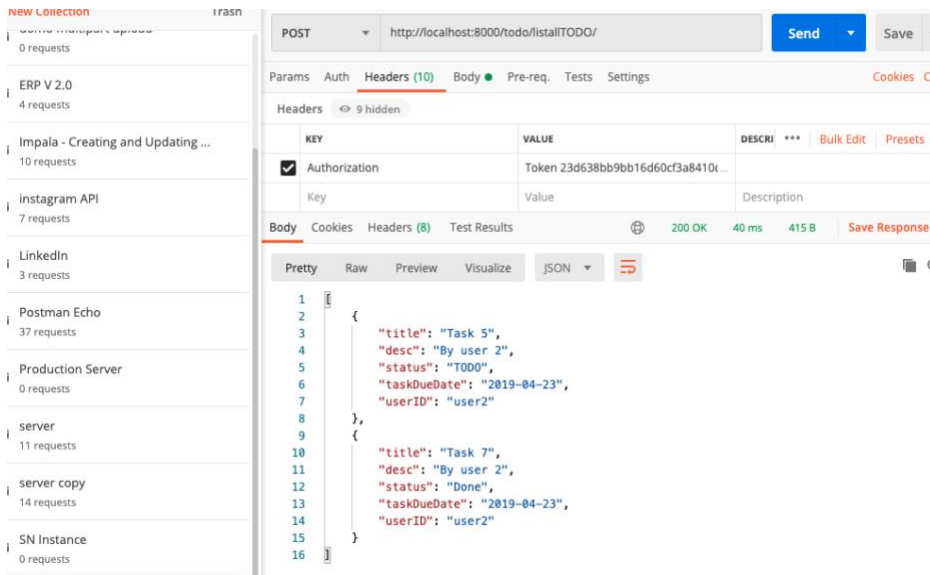 New Collection Trash
0 requests
ERP V 2.0
4 requests
Impala - Creating and Updating ...
10 requests
instagram API
7 requests
LinkedIn
3 requests
Postman Echo
37 requests
Production Server
0 requests
server
11 requests
server copy
14 requests
SN Instance
0 requests
POST http://localhost:8000/todo/listallTODO/ Send Save
Params Auth Headers (10) Body Pre-req. Tests Settings Cookies C
Headers 9 hidden
KEY VALUE DESCRI ••• Bulk Edit Presets
Authorization Token 23d638bb9bb16d60cf3a8410c...
Key Value Description
Body Cookies Headers (8) Test Results 200 OK 40 ms 415 B Save Response
Pretty Raw Preview Visualize JSON
1 [
2 {
3 "title": "Task 5",
4 "desc": "By user 2",
5 "status": "TODO",
6 "taskDueDate": "2019-04-23",
7 "userID": "user2"
8 },
9 {
10 "title": "Task 7",
11 "desc": "By user 2",
12 "status": "Done",
13 "taskDueDate": "2019-04-23",
14 "userID": "user2"
15 }
16 ]